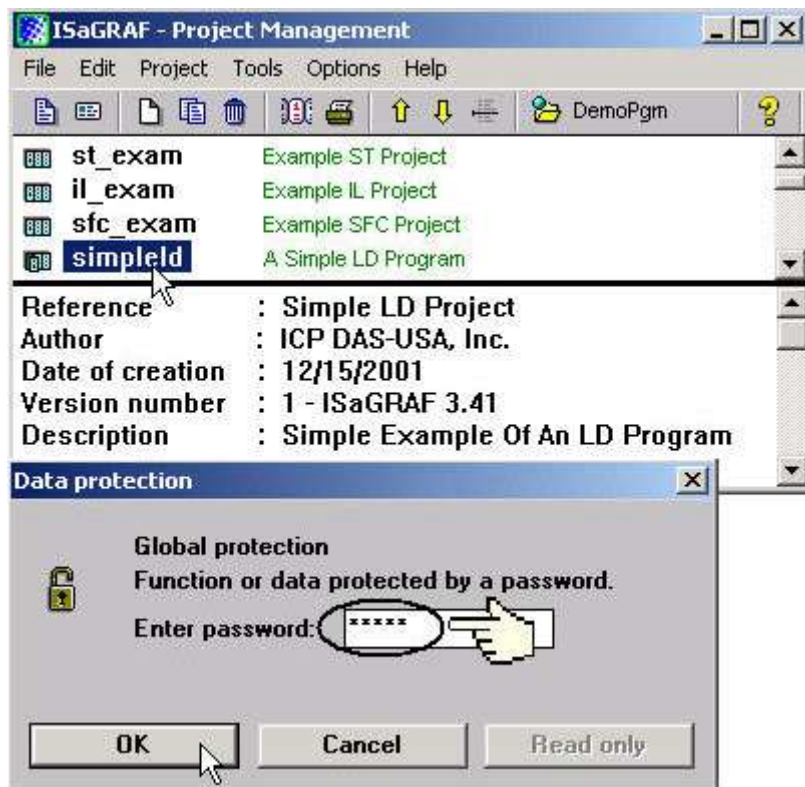 ISaGRAF - Project Management
File Edit Project Tools Options Help
DemoPgm
st_exam Example ST Project
il_exam Example IL Project
sfc_exam Example SFC Project
simpleld A Simple LD Program
Reference : Simple LD Project
Author : ICP DAS-USA, Inc.
Date of creation : 12/15/2001
Version number : 1 - ISaGRAF 3.41
Description : Simple Example Of An LD Program
Data protection
Global protection
Function or data protected by a password.
Enter password: *****
OK Cancel Read only